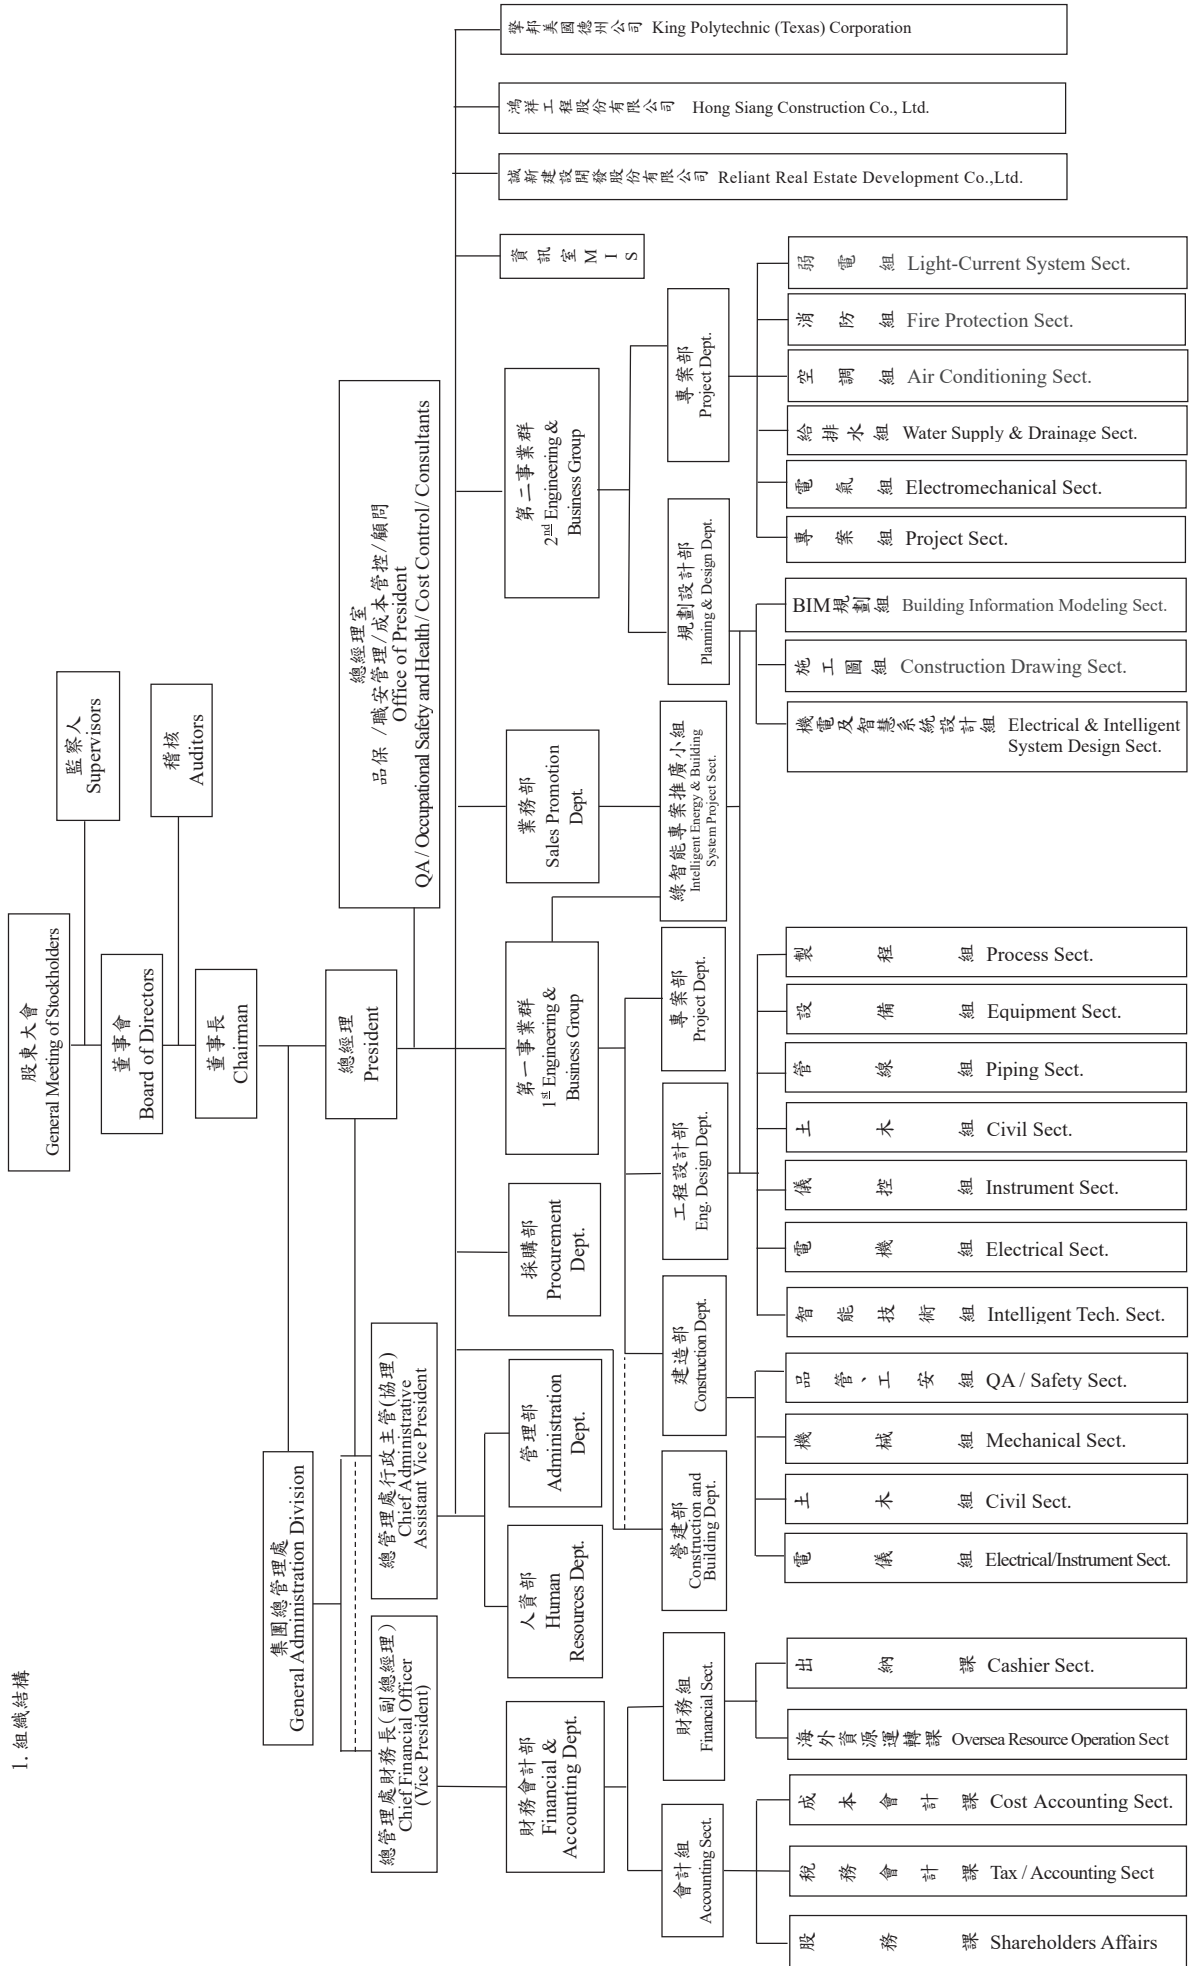 1. 組織結構
股東大會
General Meeting of Stockholders
監察人
Supervisors
董事會
Board of Directors
稽核
Auditors
董事長
Chairman
集團總管理處
General Administration Division
總經理
President
總經理室
品保 /職安管理/成本管控/顧問
Office of President
QA / Occupational Safety and Health/ Cost Control/ Consultants
總管理處財務長(副總經理)
Chief Financial Officer
(Vice President)
總管理處行政主管(協理)
Chief Administrative
Assistant Vice President
財務會計部
Financial &
Accounting Dept.
人資部
Human
Resources Dept.
管理部
Administration
Dept.
採購部
Procurement
Dept.
第一事業群
1st Engineering &
Business Group
業務部
Sales Promotion
Dept.
第二事業群
2nd Engineering &
Business Group
資訊室MIS
誠新建設開發股份有限公司 Reliant Real Estate Development Co.,Ltd.
鴻祥工程股份有限公司 Hong Siang Construction Co., Ltd.
擎邦美國德州公司 King Polytechnic (Texas) Corporation
會計組
Accounting Sect.
財務組
Financial Sect.
營建部
Construction and
Building Dept.
建造部
Construction Dept.
工程設計部
Eng. Design Dept.
專案部
Project Dept.
綠智能專案推廣小組
Intelligent Energy & Building
System Project Sect.
規劃設計部
Planning & Design Dept.
專案部
Project Dept.
股務課 Shareholders Affairs
稅務會計課 Tax / Accounting Sect
成本會計課 Cost Accounting Sect.
海外資源運轉課 Oversea Resource Operation Sect
出納課 Cashier Sect.
電儀組 Electrical/Instrument Sect.
土木組 Civil Sect.
機械組 Mechanical Sect.
品管、工安組 QA / Safety Sect.
智能技術組 Intelligent Tech. Sect.
電機組 Electrical Sect.
儀控組 Instrument Sect.
土木組 Civil Sect.
管線組 Piping Sect.
設備組 Equipment Sect.
製程組 Process Sect.
機電及智慧系統設計組 Electrical & Intelligent
System Design Sect.
施工圖組 Construction Drawing Sect.
BIM規劃組 Building Information Modeling Sect.
專案組 Project Sect.
電氣組 Electromechanical Sect.
給排水組 Water Supply & Drainage Sect.
空調組 Air Conditioning Sect.
消防組 Fire Protection Sect.
弱電組 Light-Current System Sect.